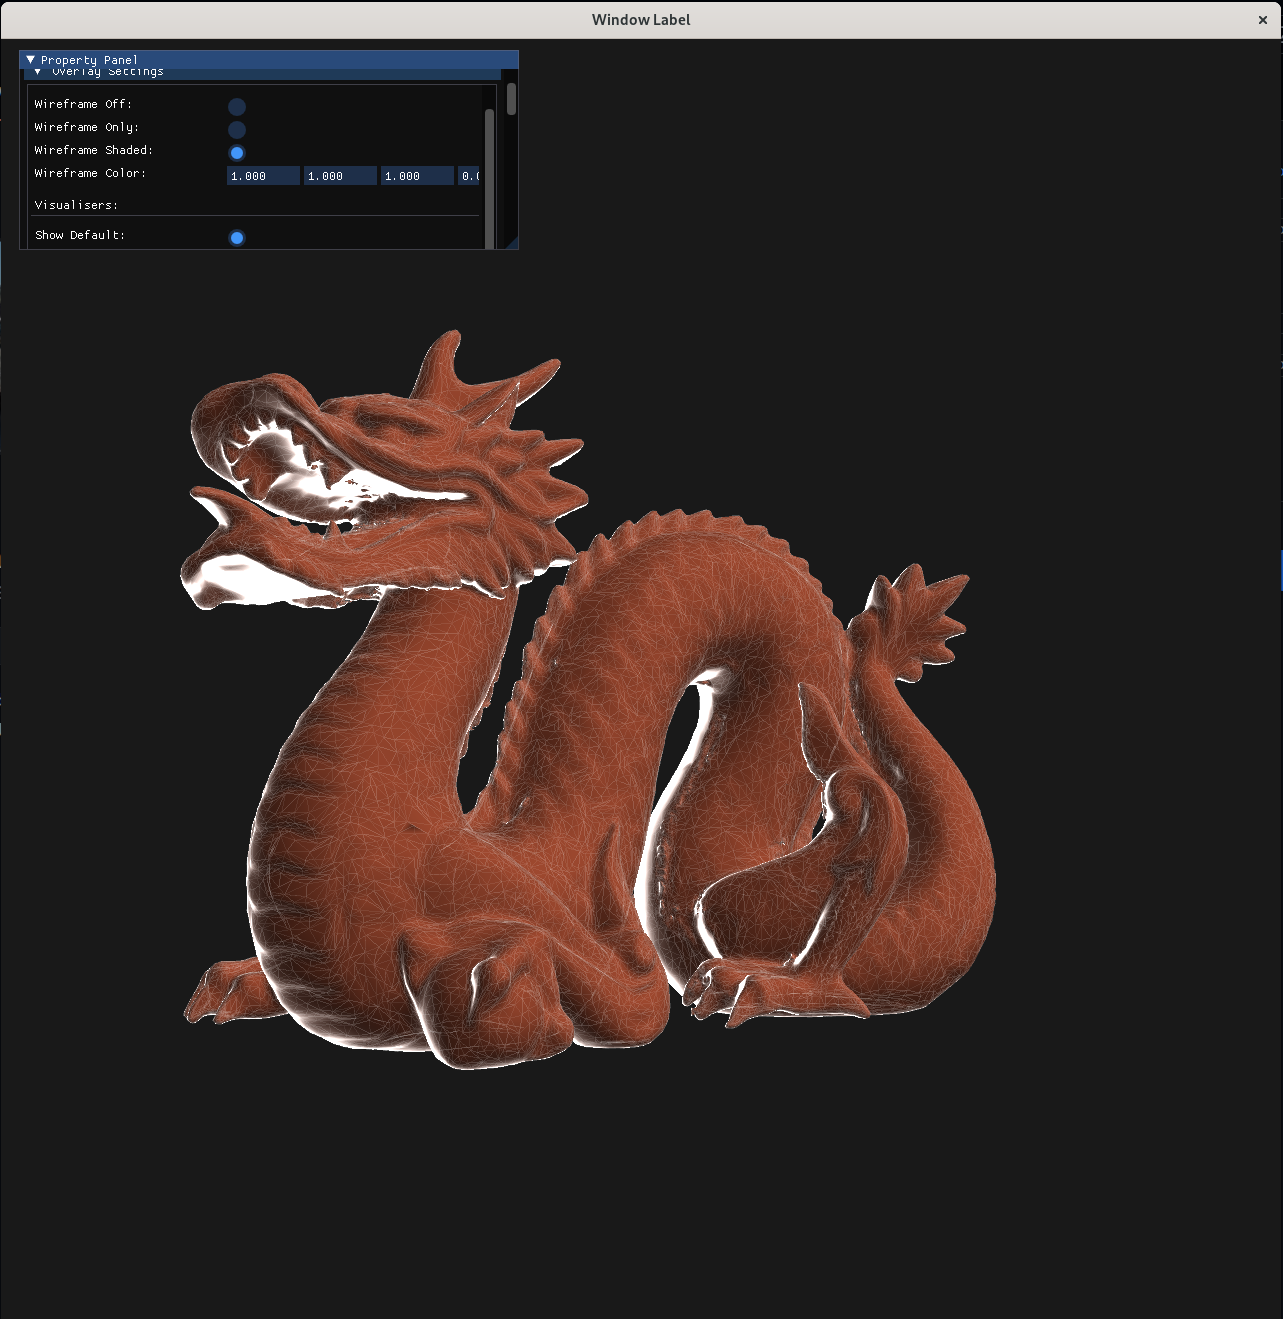 Window Label
Property Panel
Overlay Settings
Wireframe Off:
Wireframe Only:
Wireframe Shaded:
Wireframe Color: 1.000 1.000 1.000 0.0
Visualisers:
Show Default: